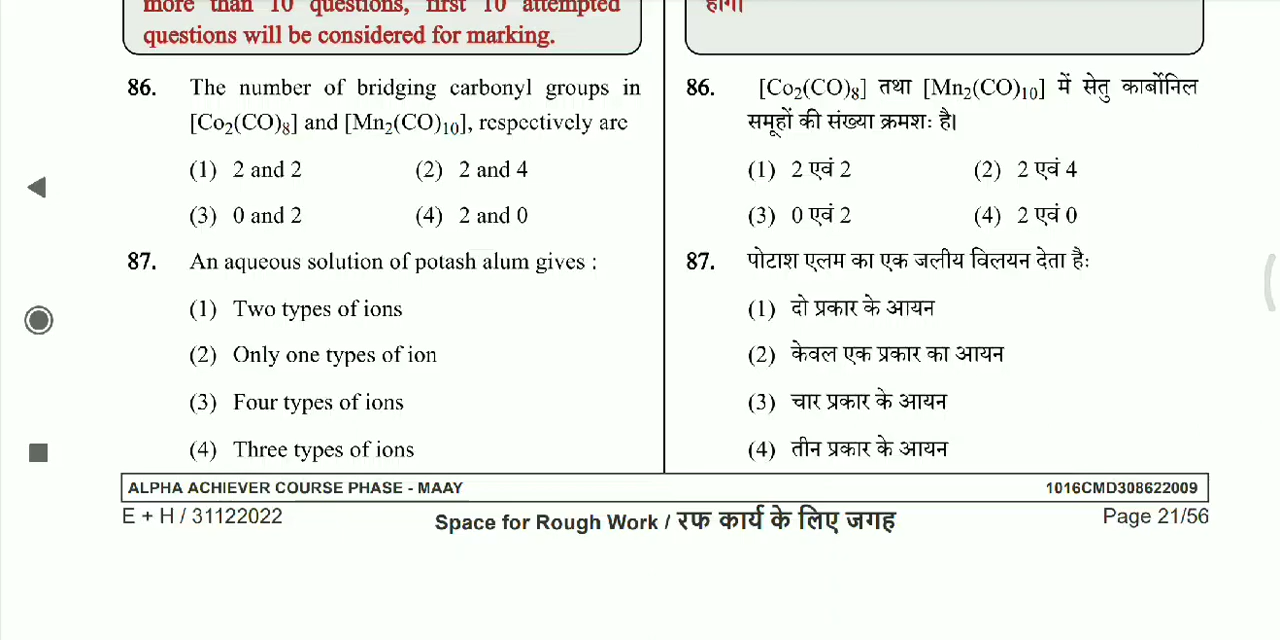 more than 10 questions, first 10 attempted
questions will be considered for marking.
86. The number of bridging carbonyl groups in
[Co₂(CO)₈] and [Mn₂(CO)₁₀], respectively are
(1) 2 and 2 (2) 2 and 4
(3) 0 and 2 (4) 2 and 0
87. An aqueous solution of potash alum gives :
(1) Two types of ions
(2) Only one types of ion
(3) Four types of ions
(4) Three types of ions
होगा
86. [Co₂(CO)₈] तथा [Mn₂(CO)₁₀] में सेतु कार्बोनिल
समूहों की संख्या क्रमशः है।
(1) 2 एवं 2 (2) 2 एवं 4
(3) 0 एवं 2 (4) 2 एवं 0
87. पोटाश एलम का एक जलीय विलयन देता हैः
(1) दो प्रकार के आयन
(2) केवल एक प्रकार का आयन
(3) चार प्रकार के आयन
(4) तीन प्रकार के आयन
ALPHA ACHIEVER COURSE PHASE - MAAY 1016CMD308622009
E + H / 31122022 Space for Rough Work / रफ कार्य के लिए जगह Page 21/56